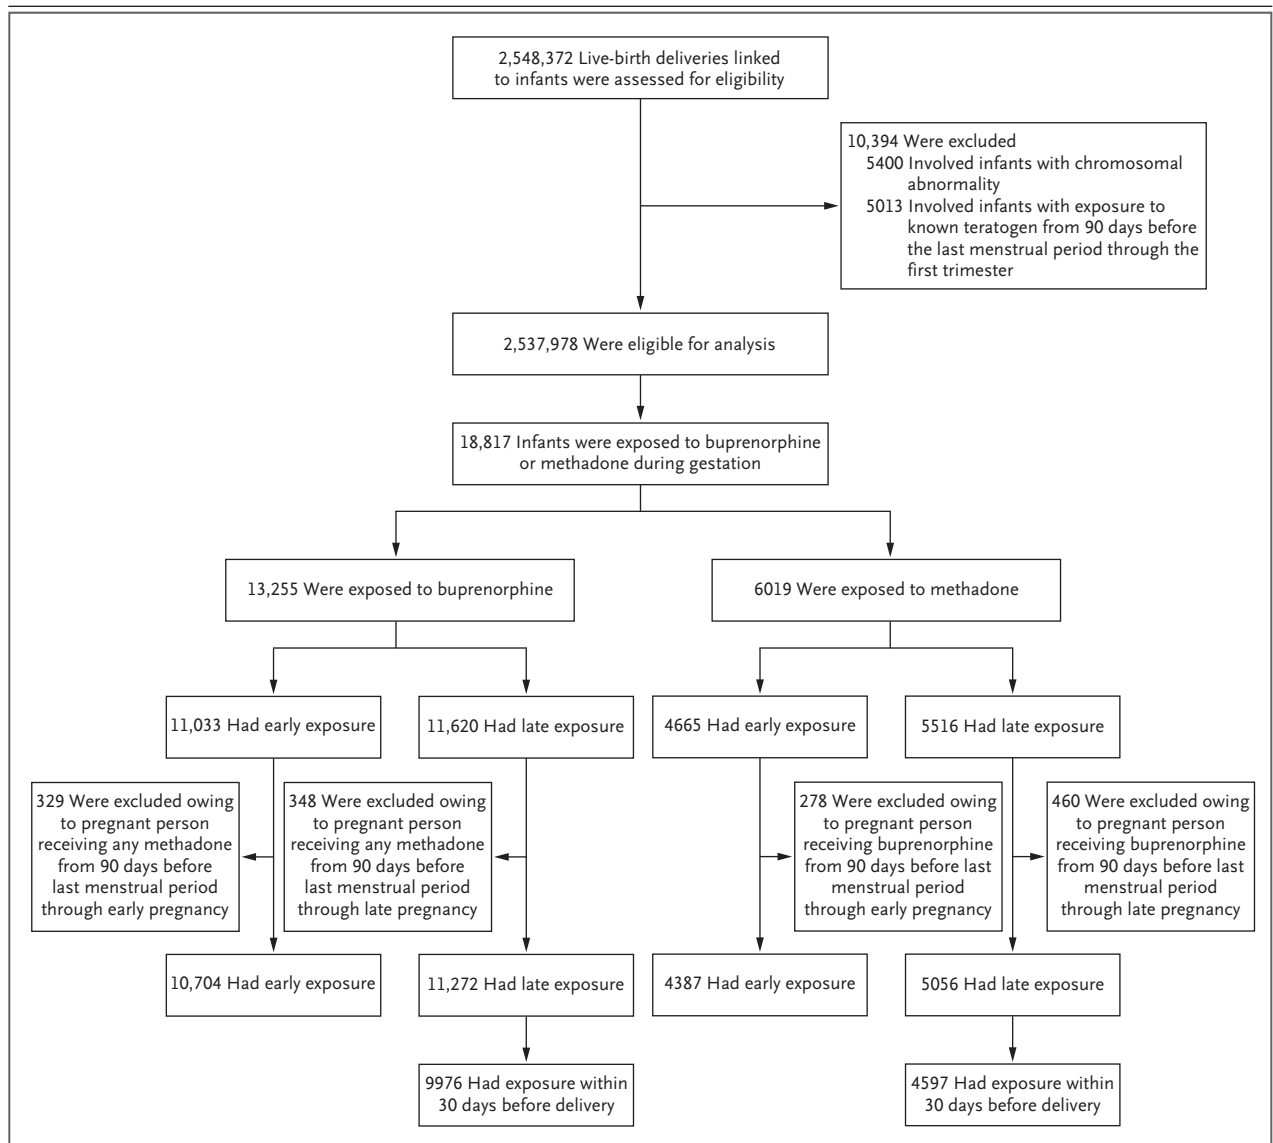 2,548,372 Live-birth deliveries linked
to infants were assessed for eligibility
10,394 Were excluded
5400 Involved infants with chromosomal
abnormality
5013 Involved infants with exposure to
known teratogen from 90 days before
the last menstrual period through the
first trimester
2,537,978 Were eligible for analysis
18,817 Infants were exposed to buprenorphine
or methadone during gestation
13,255 Were exposed to buprenorphine
6019 Were exposed to methadone
11,033 Had early exposure
11,620 Had late exposure
4665 Had early exposure
5516 Had late exposure
329 Were excluded owing
to pregnant person
receiving any methadone
from 90 days before
last menstrual period
through early pregnancy
348 Were excluded owing
to pregnant person
receiving any methadone
from 90 days before
last menstrual period
through late pregnancy
278 Were excluded owing
to pregnant person
receiving buprenorphine
from 90 days before last
menstrual period
through early pregnancy
460 Were excluded owing
to pregnant person
receiving buprenorphine
from 90 days before last
menstrual period
through late pregnancy
10,704 Had early exposure
11,272 Had late exposure
4387 Had early exposure
5056 Had late exposure
9976 Had exposure within
30 days before delivery
4597 Had exposure within
30 days before delivery